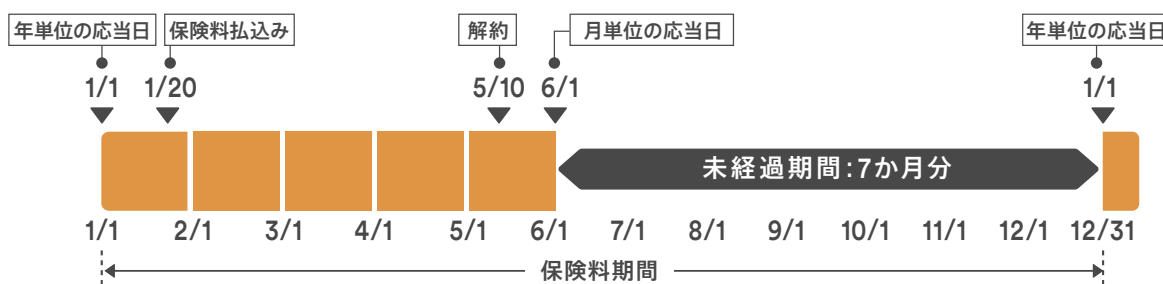 年単位の応当日 保険料払込み 解約 月単位の応当日 年単位の応当日
1/1 1/20 5/10 6/1 1/1
未経過期間:7か月分
1/1 2/1 3/1 4/1 5/1 6/1 7/1 8/1 9/1 10/1 11/1 12/1 12/31
保険料期間